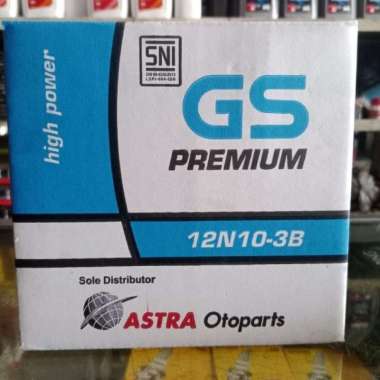 high power
SNI
GS
PREMIUM
12N10-3B
Sole Distributor
ASTRA Otoparts